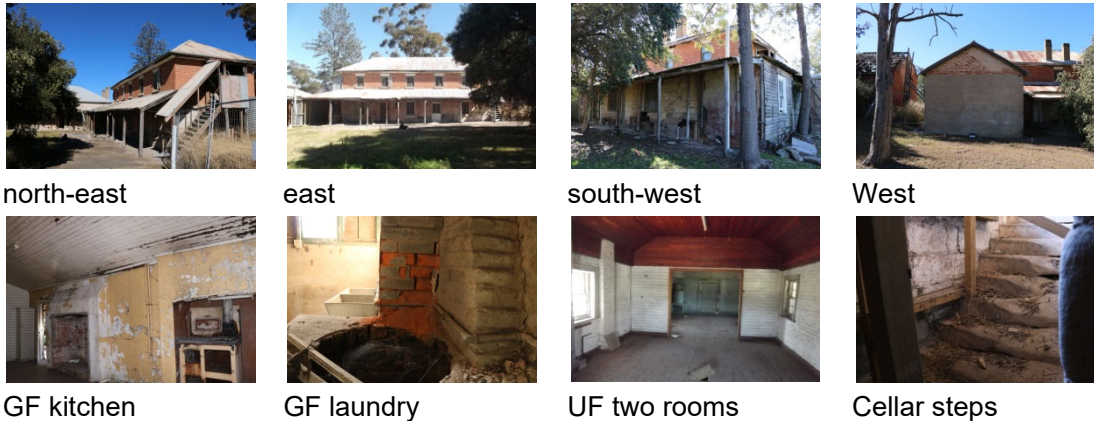 north-east
east
south-west
West
GF kitchen
GF laundry
UF two rooms
Cellar steps